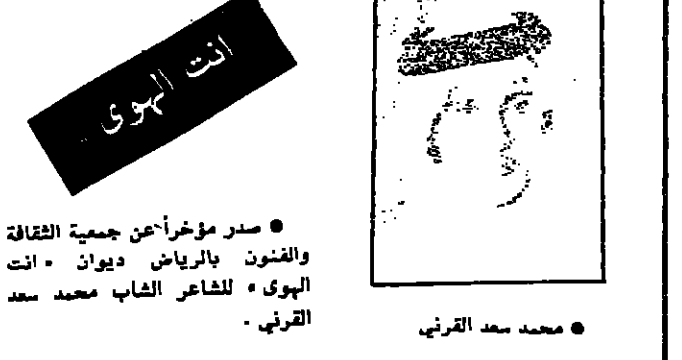 انت الهوى ..
● صدر مؤخراً عن جمعية الثقافة
والفنون بالرياض ديوان « انت
الهوى » للشاعر الشاب محمد سعد
القرني .
● محمد سعد القرني